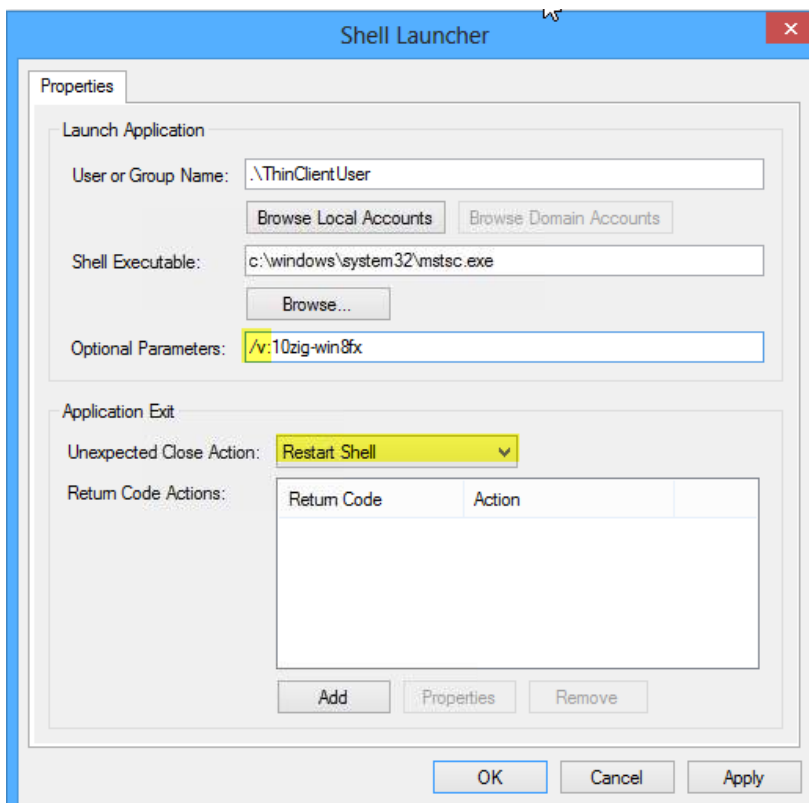 Shell Launcher
Properties
Launch Application
User or Group Name: .\ThinClientUser
Browse Local Accounts Browse Domain Accounts
Shell Executable: c:\windows\system32\mstsc.exe
Browse...
Optional Parameters: /v:10zig-win8fx
Application Exit
Unexpected Close Action: Restart Shell
Return Code Actions: Return Code Action
Add Properties Remove
OK Cancel Apply